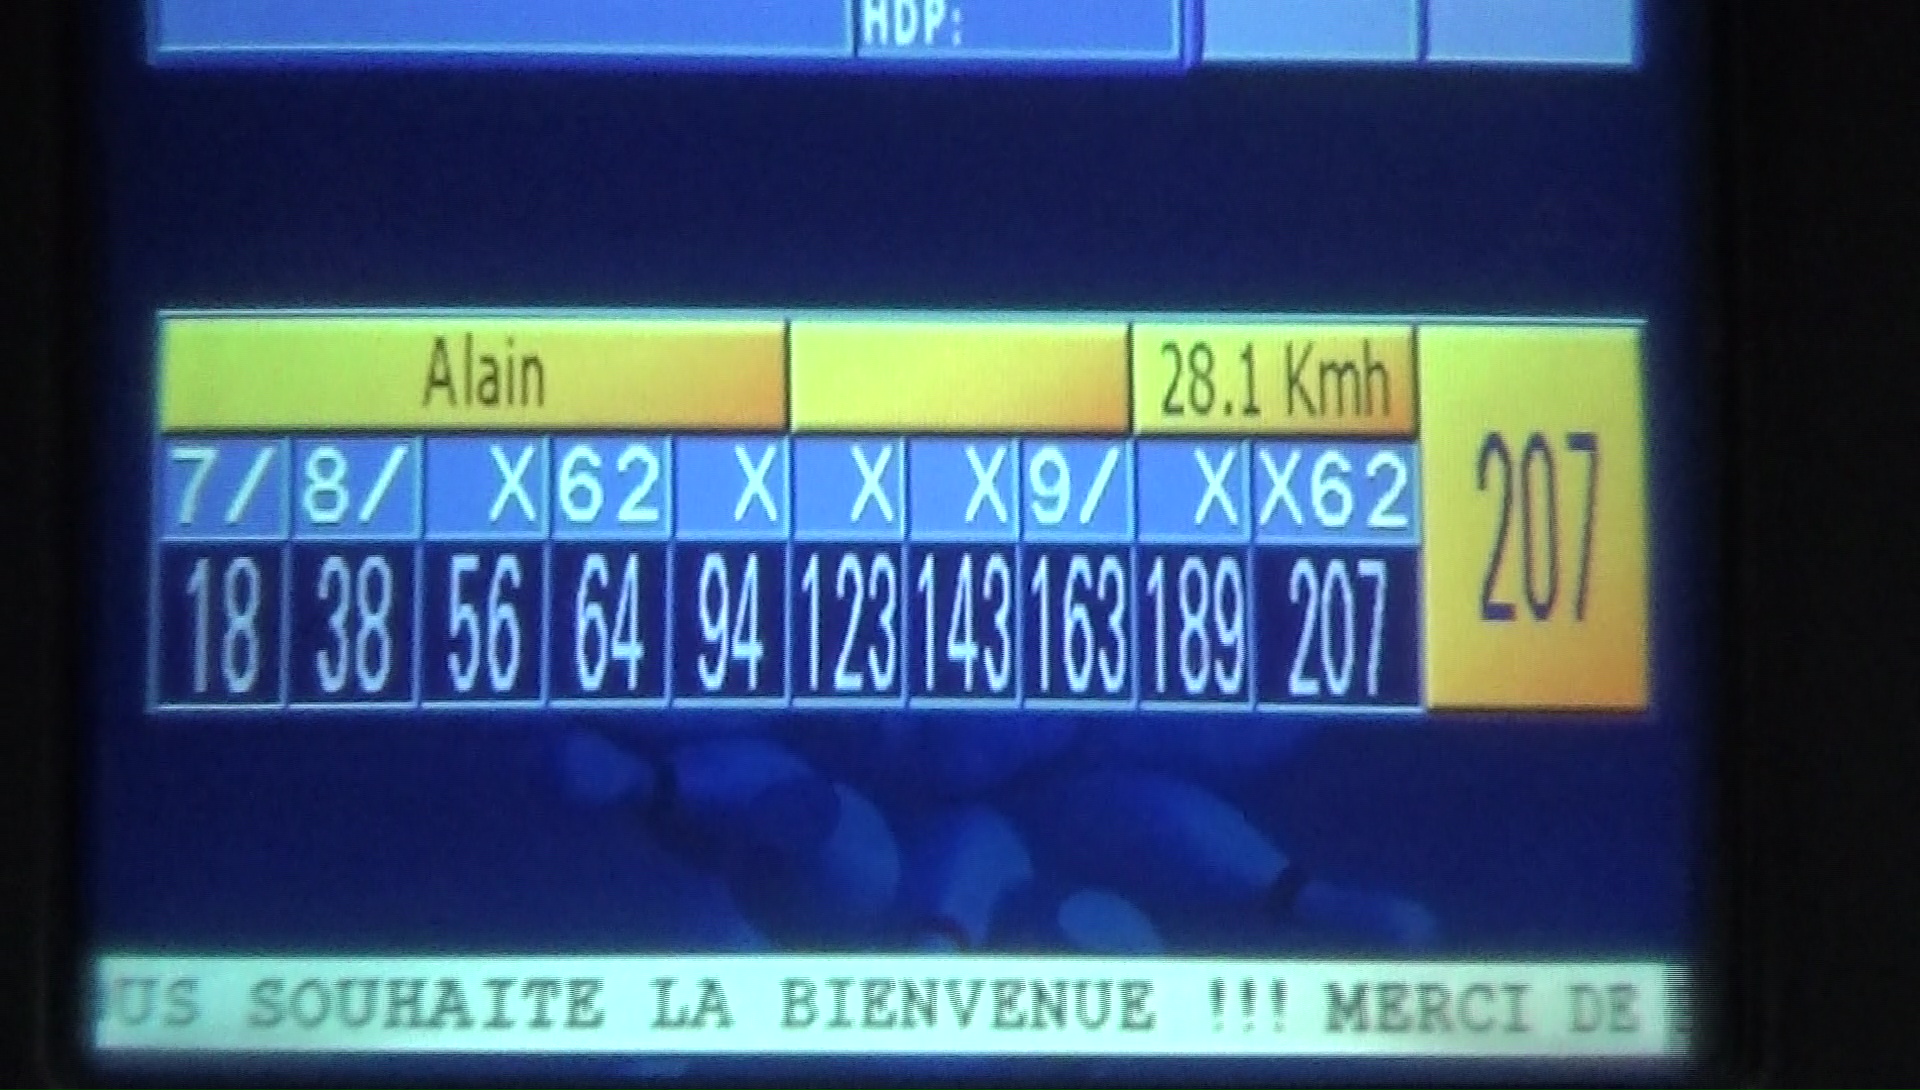 HDP:
Alain 28.1 Kmh
7/ 8/ X 62 X X X 9/ X X62 207
18 38 56 64 94 123 143 163 189 207
US SOUHAITE LA BIENVENUE !!! MERCI DE